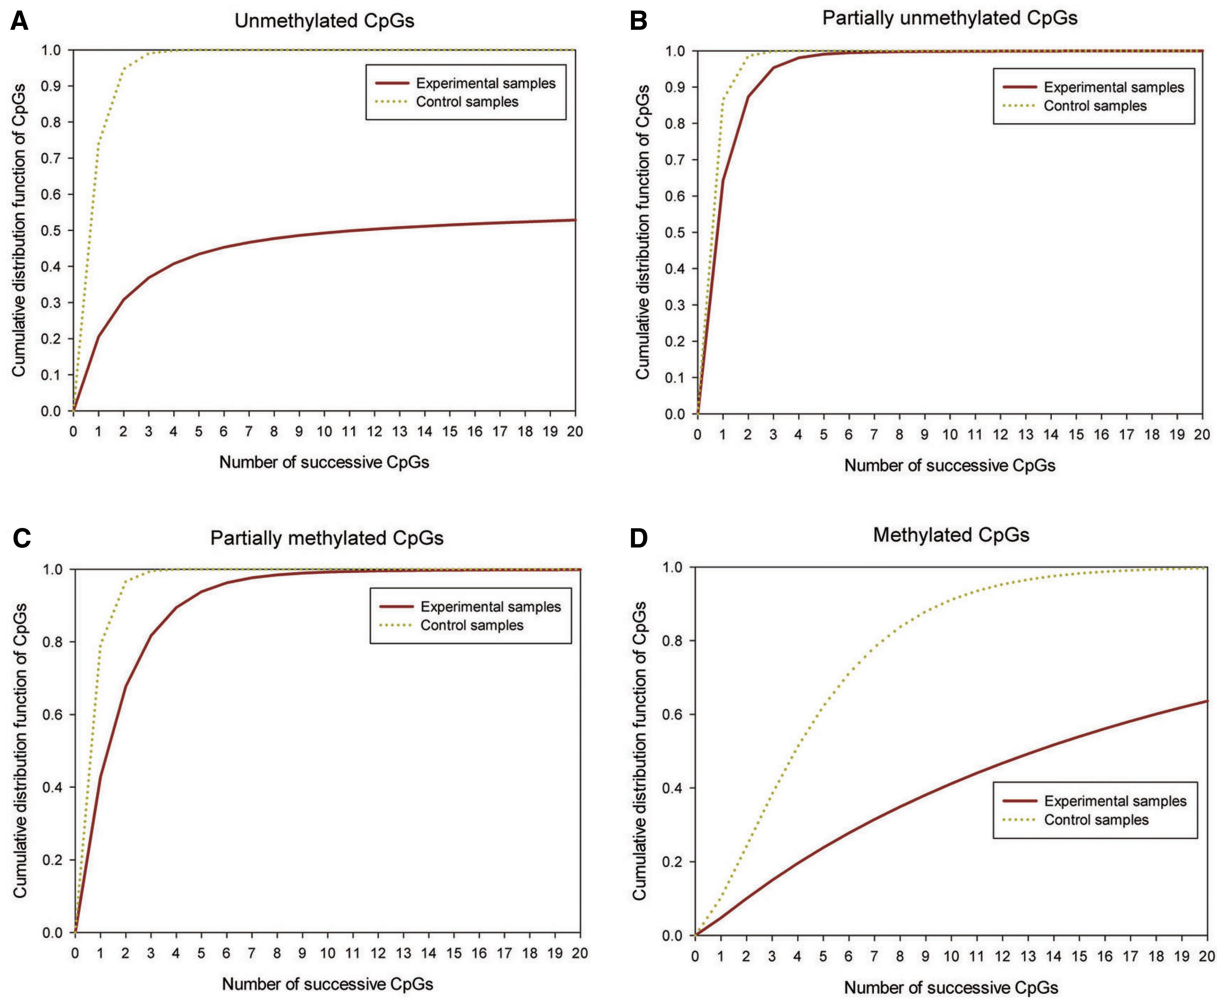 A
Unmethylated CpGs
Cumulative distribution function of CpGs
1.0
0.9
0.8
0.7
0.6
0.5
0.4
0.3
0.2
0.1
0.0
Experimental samples
Control samples
0 1 2 3 4 5 6 7 8 9 10 11 12 13 14 15 16 17 18 19 20
Number of successive CpGs
B
Partially unmethylated CpGs
Cumulative distribution function of CpGs
1.0
0.9
0.8
0.7
0.6
0.5
0.4
0.3
0.2
0.1
0.0
Experimental samples
Control samples
0 1 2 3 4 5 6 7 8 9 10 11 12 13 14 15 16 17 18 19 20
Number of successive CpGs
C
Partially methylated CpGs
Cumulative distribution function of CpGs
1.0
0.8
0.6
0.4
0.2
0.0
Experimental samples
Control samples
0 1 2 3 4 5 6 7 8 9 10 11 12 13 14 15 16 17 18 19 20
Number of successive CpGs
D
Methylated CpGs
Cumulative distribution function of CpGs
1.0
0.8
0.6
0.4
0.2
0.0
Experimental samples
Control samples
0 1 2 3 4 5 6 7 8 9 10 11 12 13 14 15 16 17 18 19 20
Number of successive CpGs